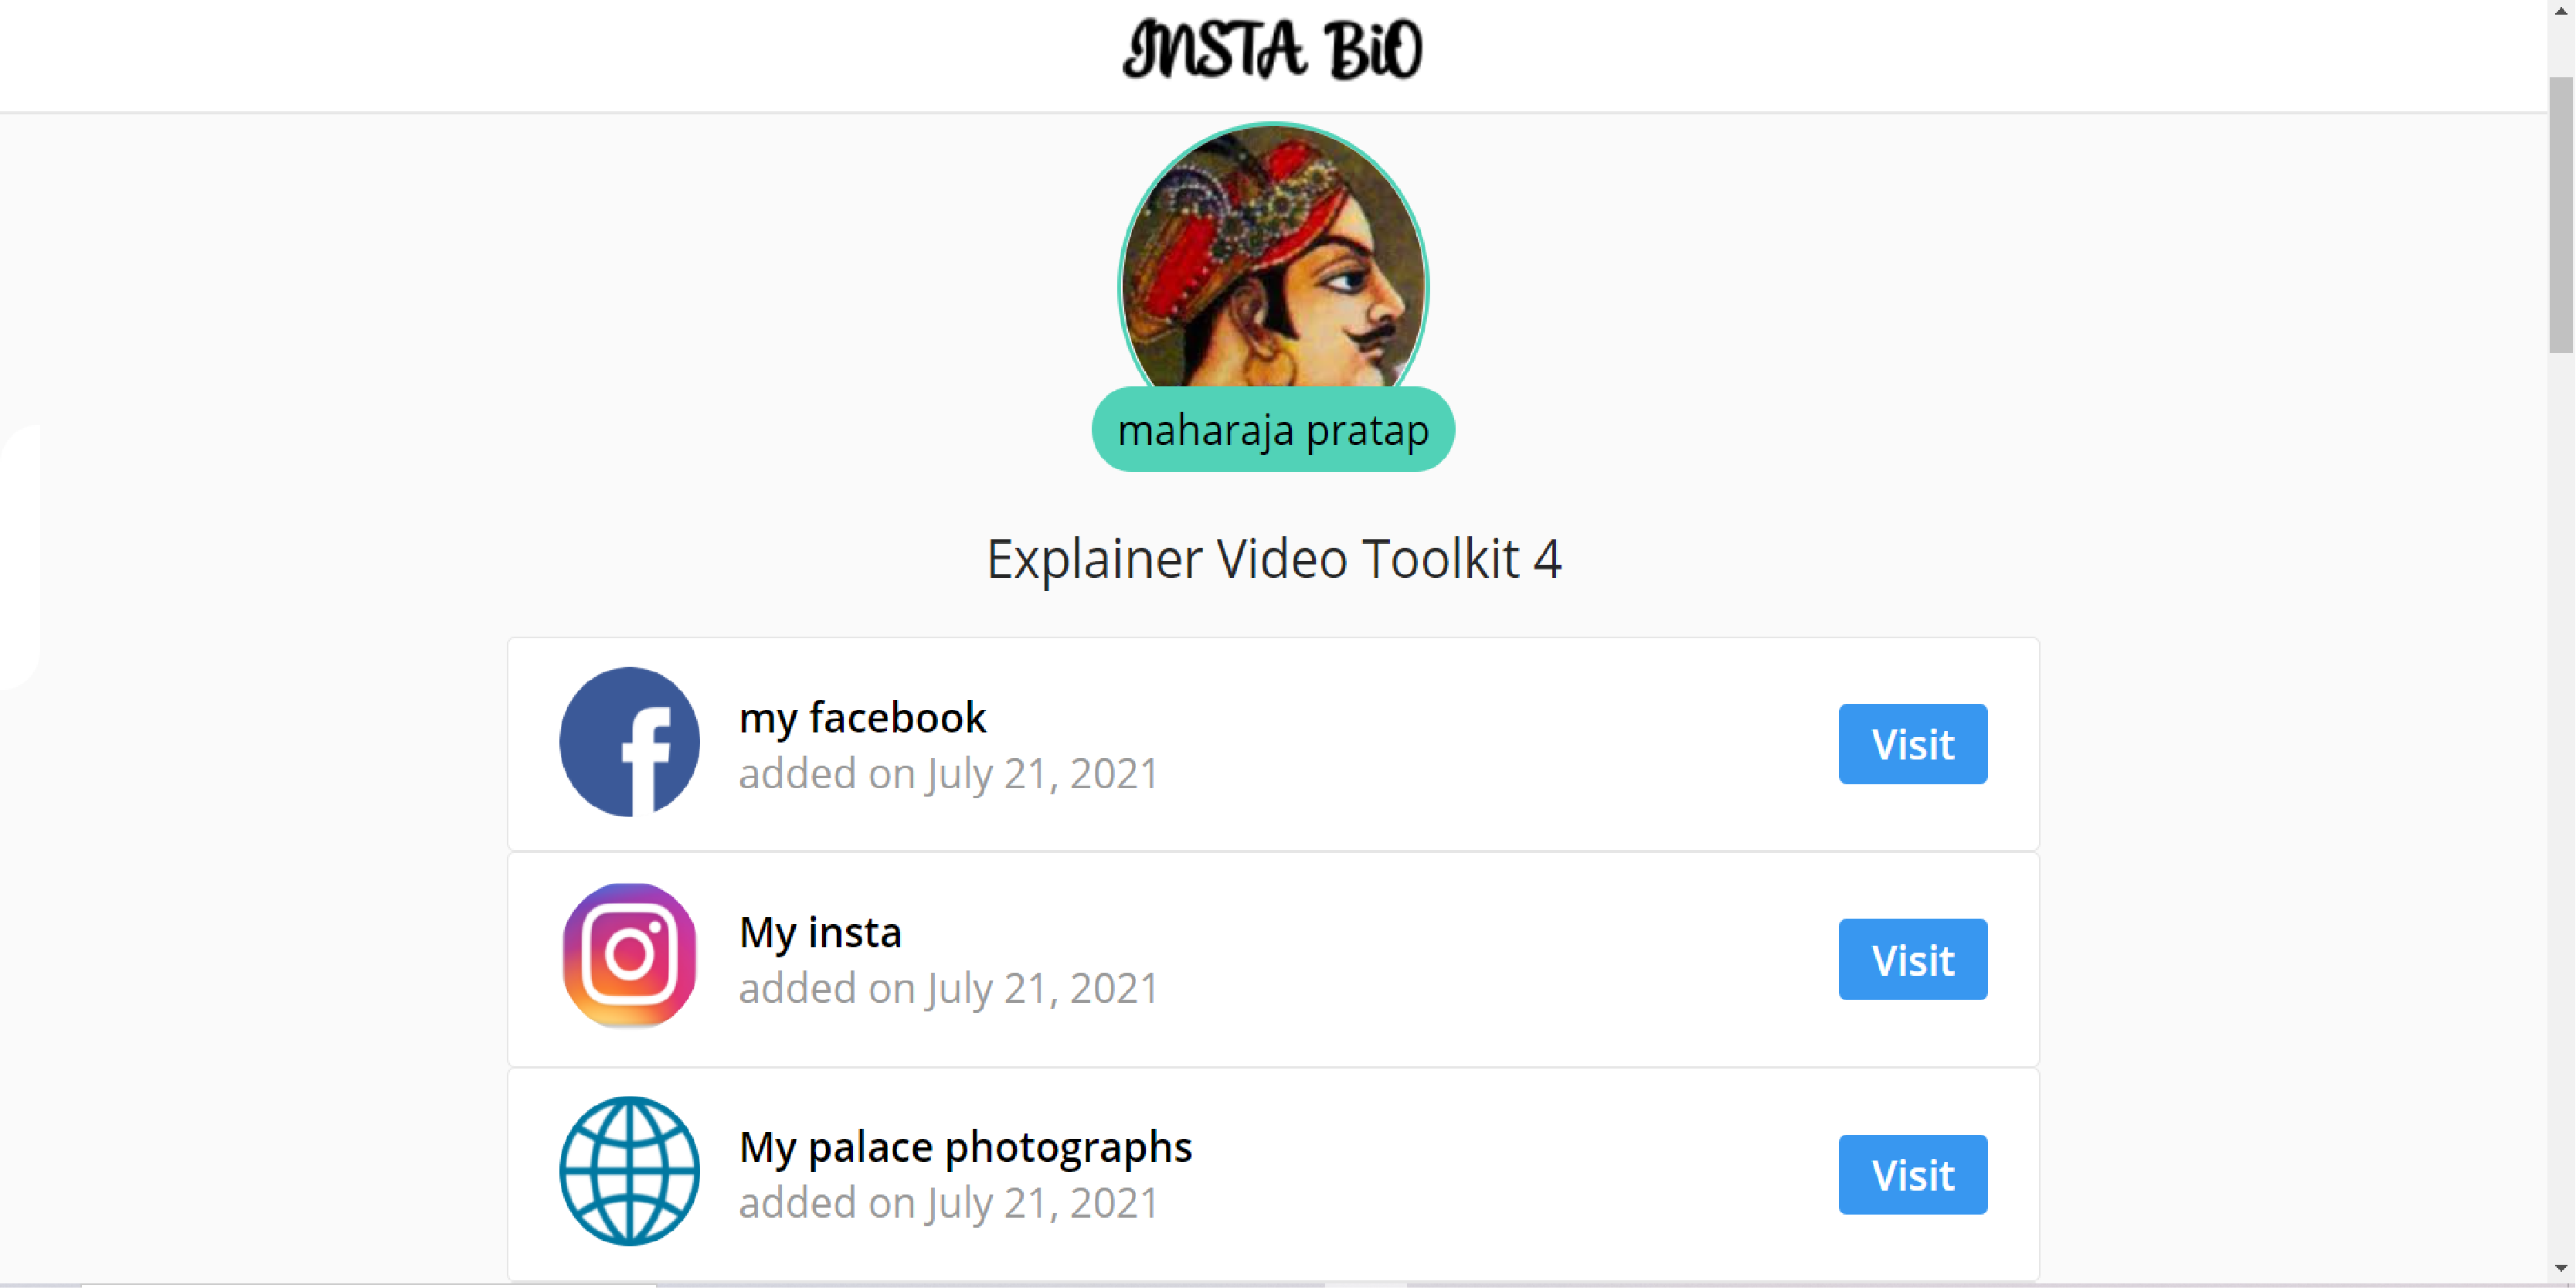 INSTA BiO
maharaja pratap
Explainer Video Toolkit 4
my facebook
added on July 21, 2021
Visit
My insta
added on July 21, 2021
Visit
My palace photographs
added on July 21, 2021
Visit